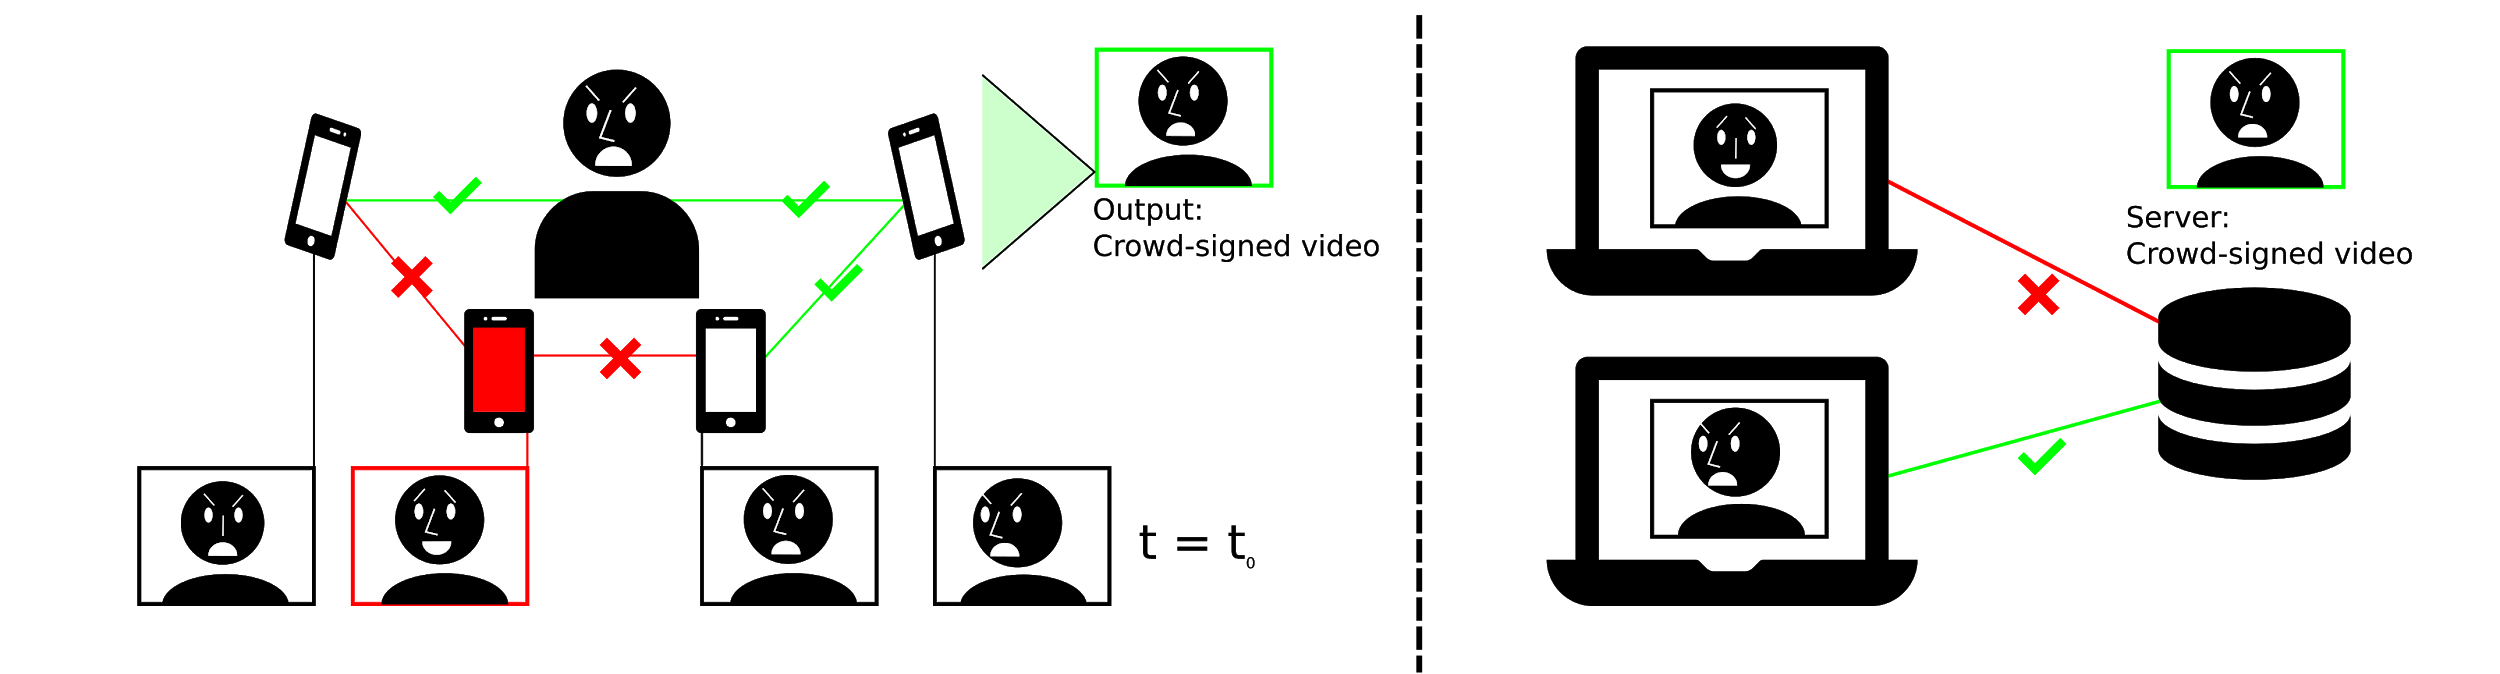 Output:
Crowd-signed video
t = t₀
Server:
Crowd-signed video